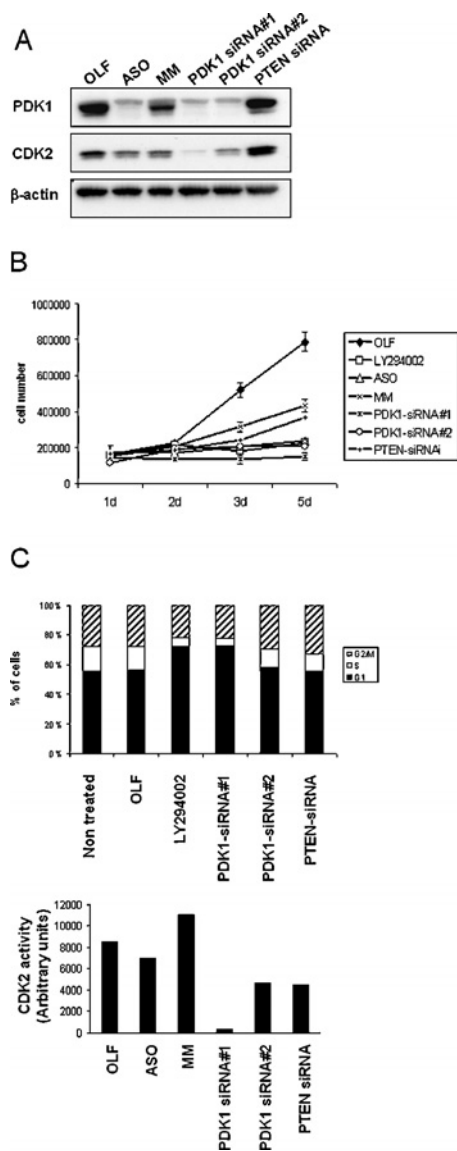 A
OLF ASO MM PDK1 siRNA#1 PDK1 siRNA#2 PTEN siRNA
PDK1
CDK2
β-actin
B
1000000
800000
600000
400000
200000
0
cell number
1d 2d 3d 5d
OLF
LY294002
ASO
MM
PDK1-siRNA#1
PDK1-siRNA#2
PTEN-siRNAi
C
100%
80%
60%
40%
20%
0%
% of cells
G2/M
S
G1
Non treated OLF LY294002 PDK1-siRNA#1 PDK1-siRNA#2 PTEN-siRNA
12000
10000
8000
6000
4000
2000
0
CDK2 activity
(Arbitrary units)
OLF ASO MM PDK1 siRNA#1 PDK1 siRNA#2 PTEN siRNA